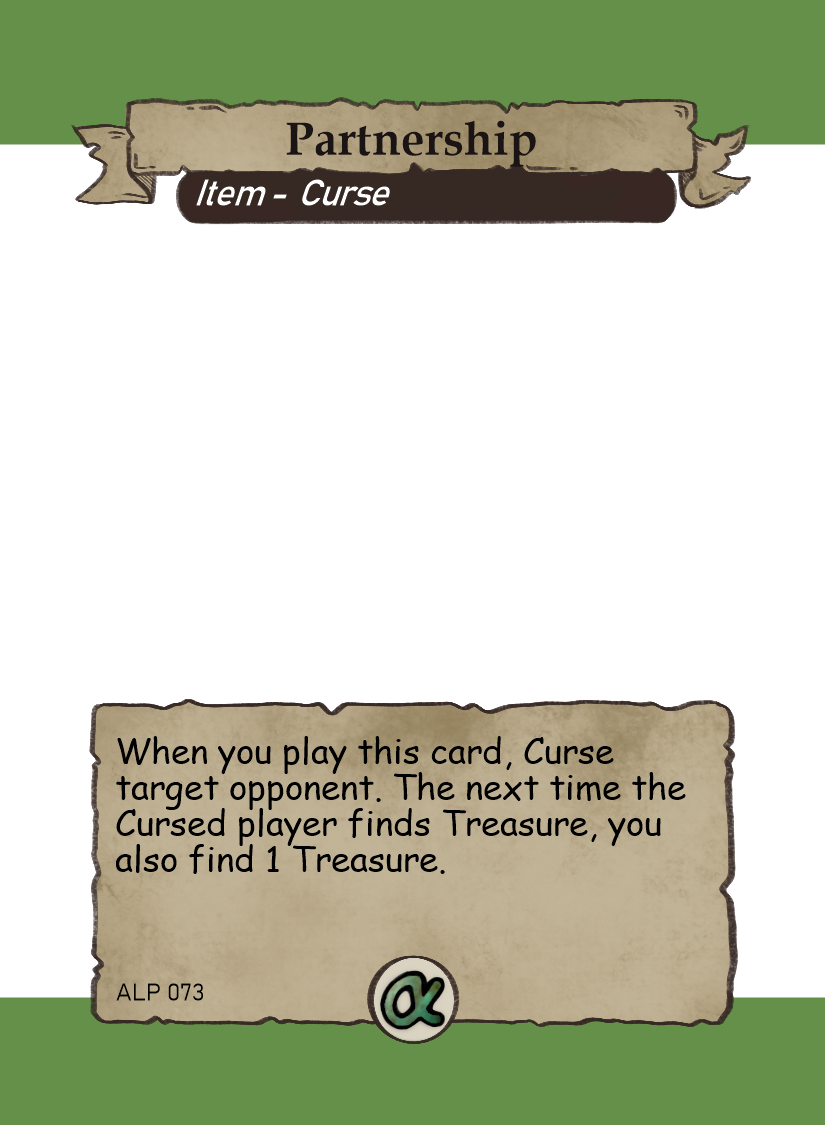 Partnership
Item - Curse
When you play this card, Curse
target opponent. The next time the
Cursed player finds Treasure, you
also find 1 Treasure.
ALP 073
α